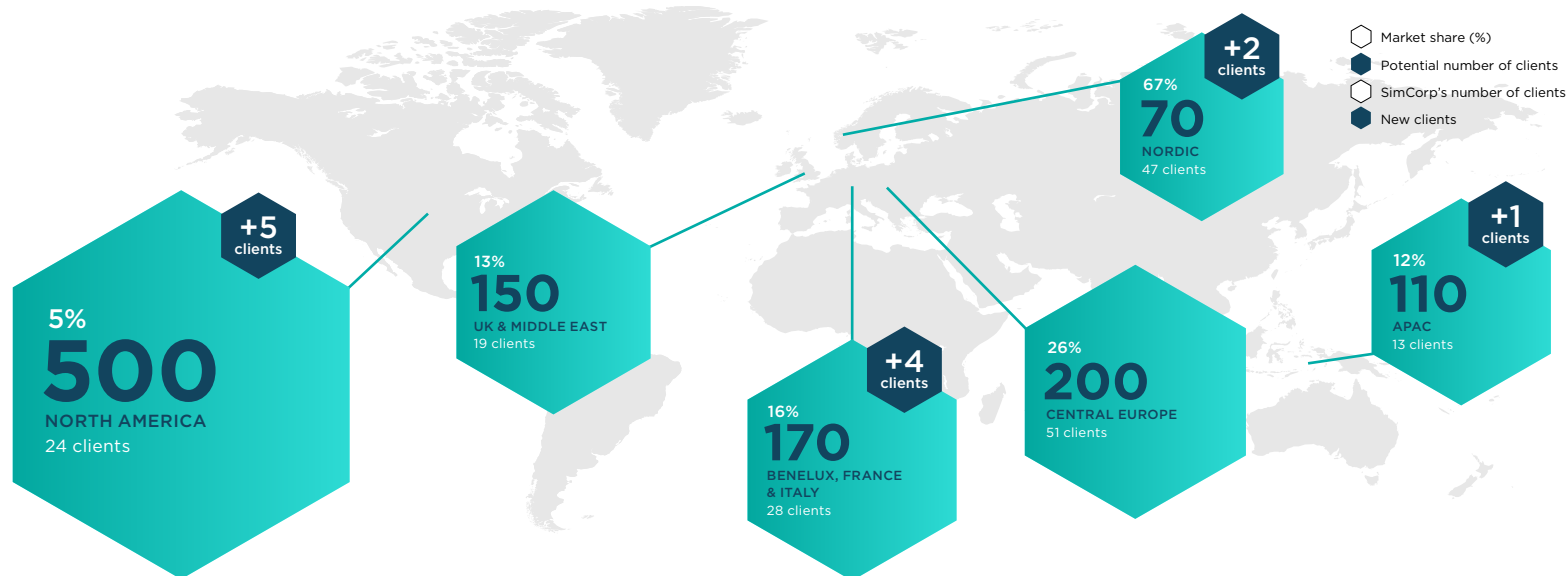 +2
clients
67%
70
NORDIC
47 clients
Market share (%)
Potential number of clients
SimCorp's number of clients
New clients
+5
clients
5%
500
NORTH AMERICA
24 clients
13%
150
UK & MIDDLE EAST
19 clients
+4
clients
16%
170
BENELUX, FRANCE
& ITALY
28 clients
26%
200
CENTRAL EUROPE
51 clients
+1
clients
12%
110
APAC
13 clients